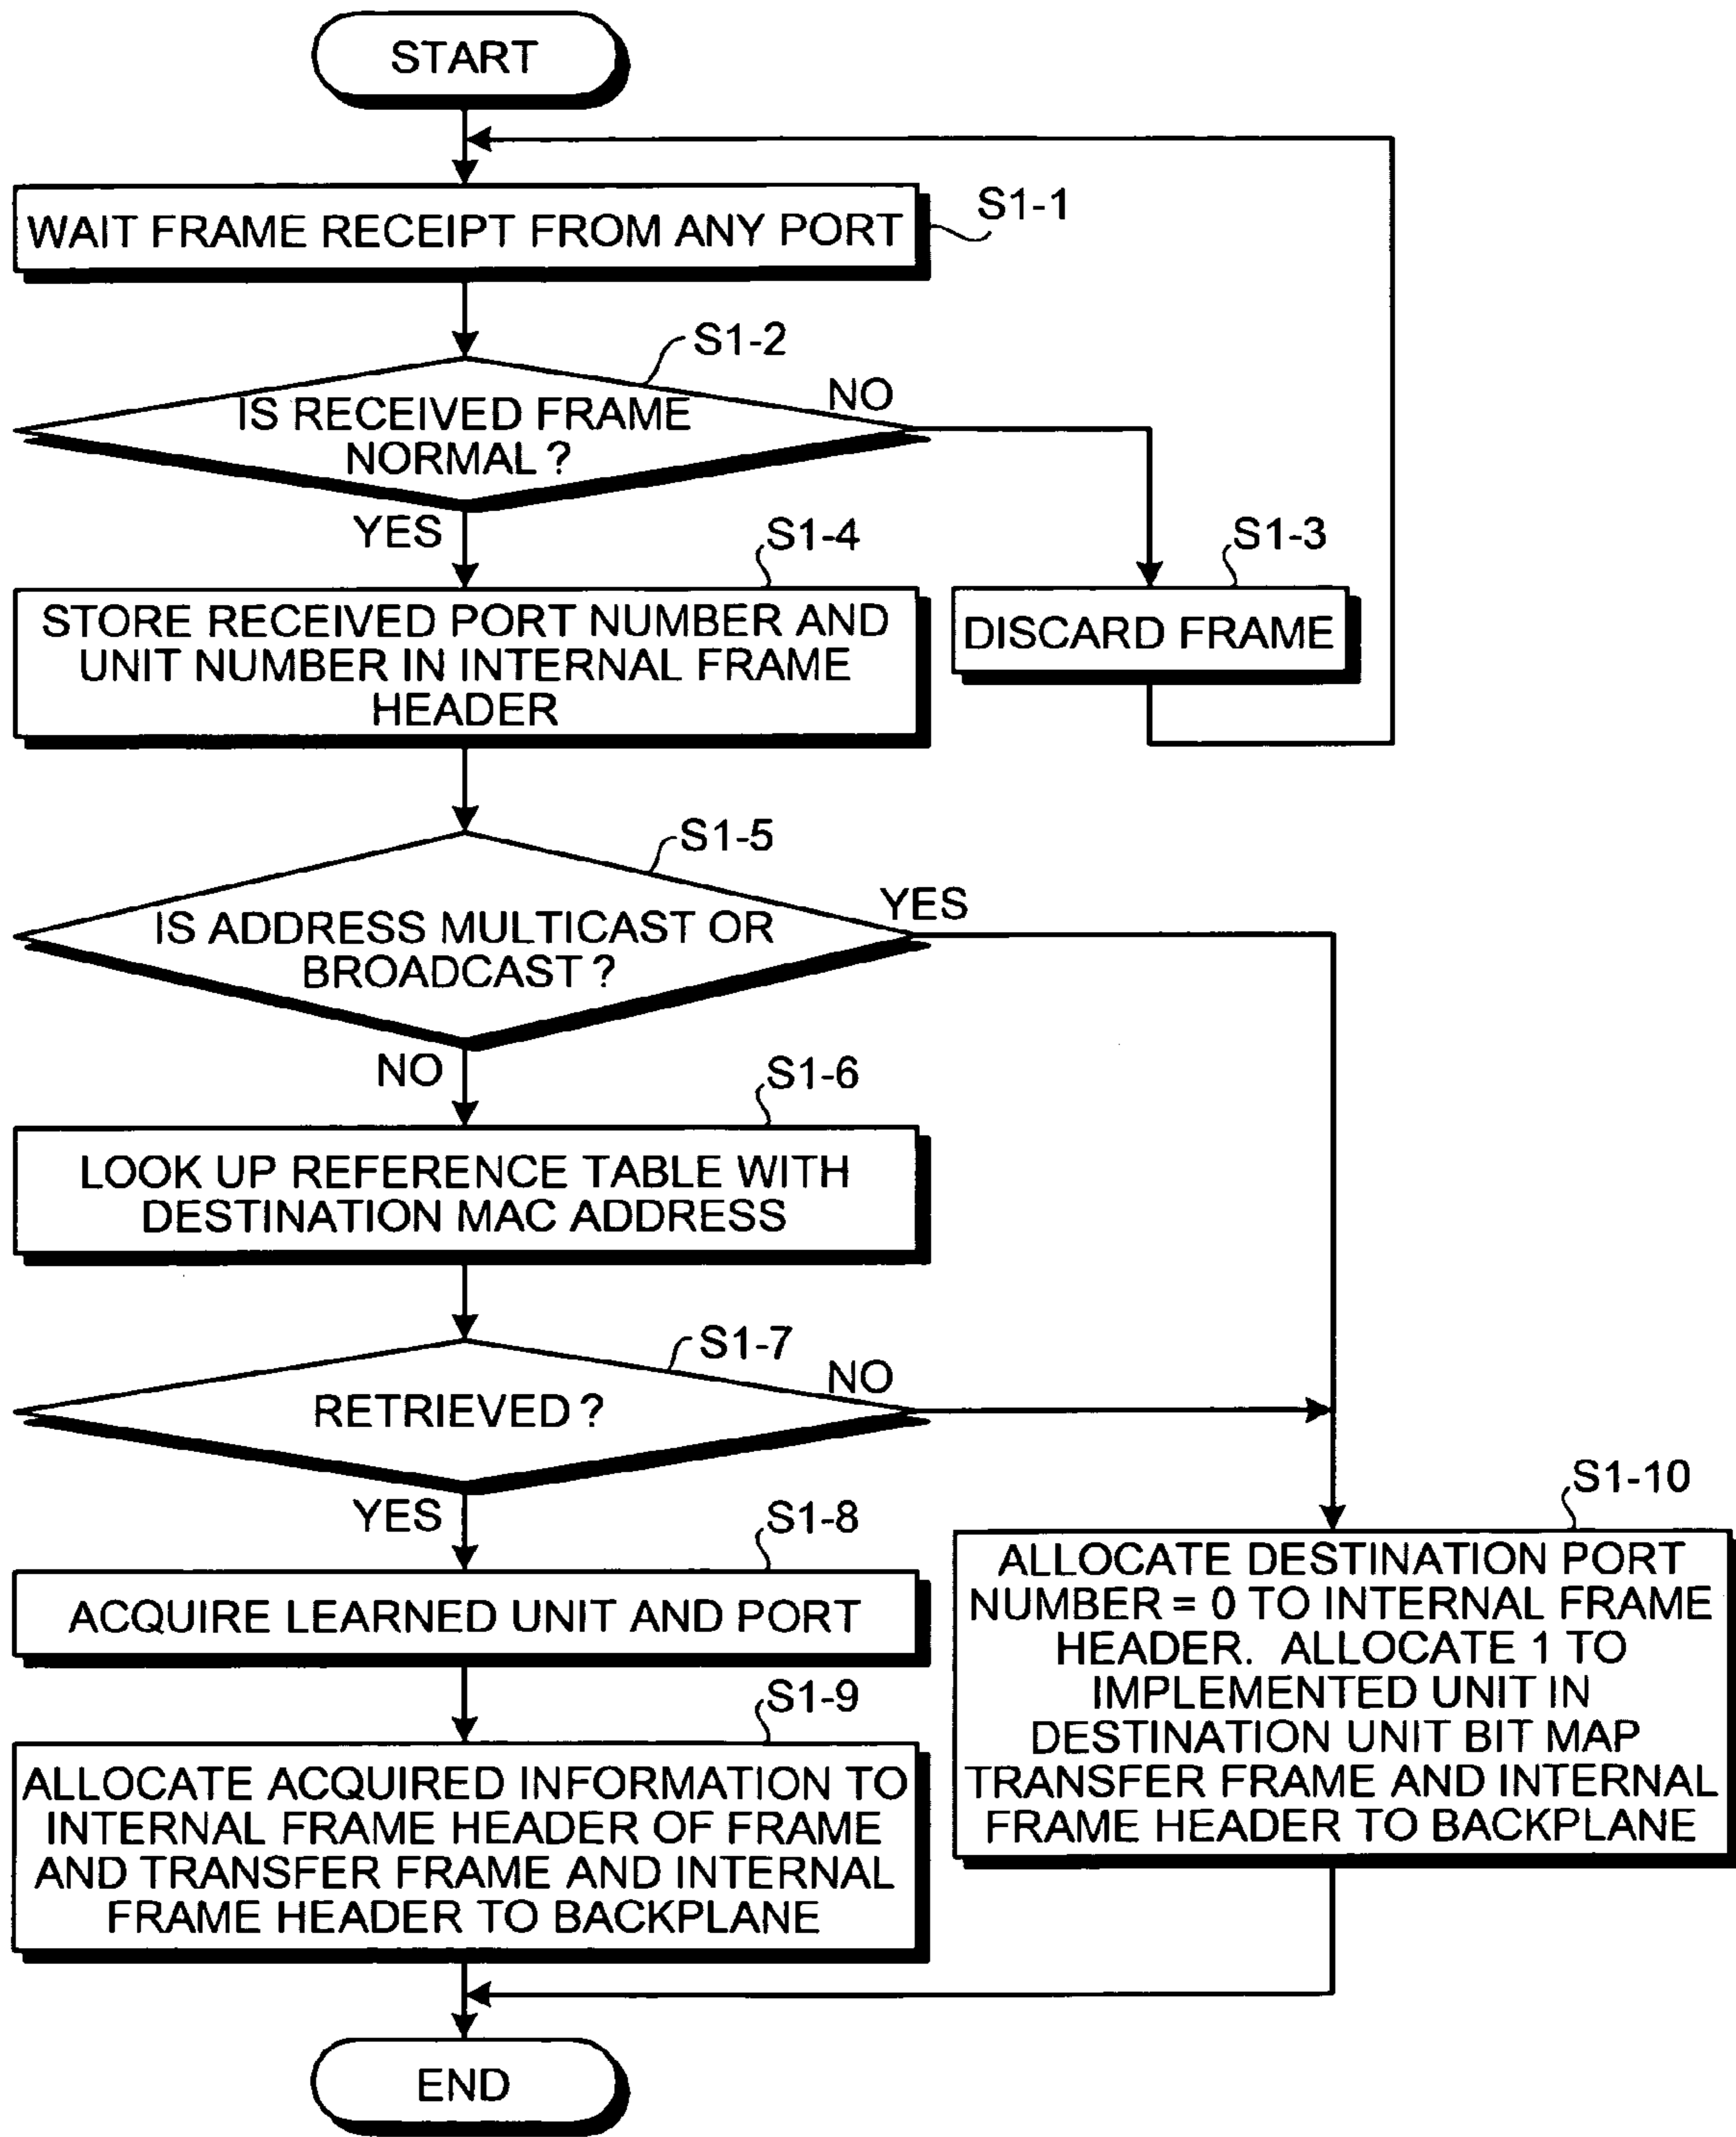 START
WAIT FRAME RECEIPT FROM ANY PORT
S1-1
S1-2
IS RECEIVED FRAME
NORMAL ?
NO
YES
S1-4
STORE RECEIVED PORT NUMBER AND
UNIT NUMBER IN INTERNAL FRAME
HEADER
S1-3
DISCARD FRAME
S1-5
IS ADDRESS MULTICAST OR
BROADCAST ?
YES
NO
S1-6
LOOK UP REFERENCE TABLE WITH
DESTINATION MAC ADDRESS
S1-7
RETRIEVED ?
NO
YES
S1-8
ACQUIRE LEARNED UNIT AND PORT
S1-9
ALLOCATE ACQUIRED INFORMATION TO
INTERNAL FRAME HEADER OF FRAME
AND TRANSFER FRAME AND INTERNAL
FRAME HEADER TO BACKPLANE
S1-10
ALLOCATE DESTINATION PORT
NUMBER = 0 TO INTERNAL FRAME
HEADER. ALLOCATE 1 TO
IMPLEMENTED UNIT IN
DESTINATION UNIT BIT MAP
TRANSFER FRAME AND INTERNAL
FRAME HEADER TO BACKPLANE
END